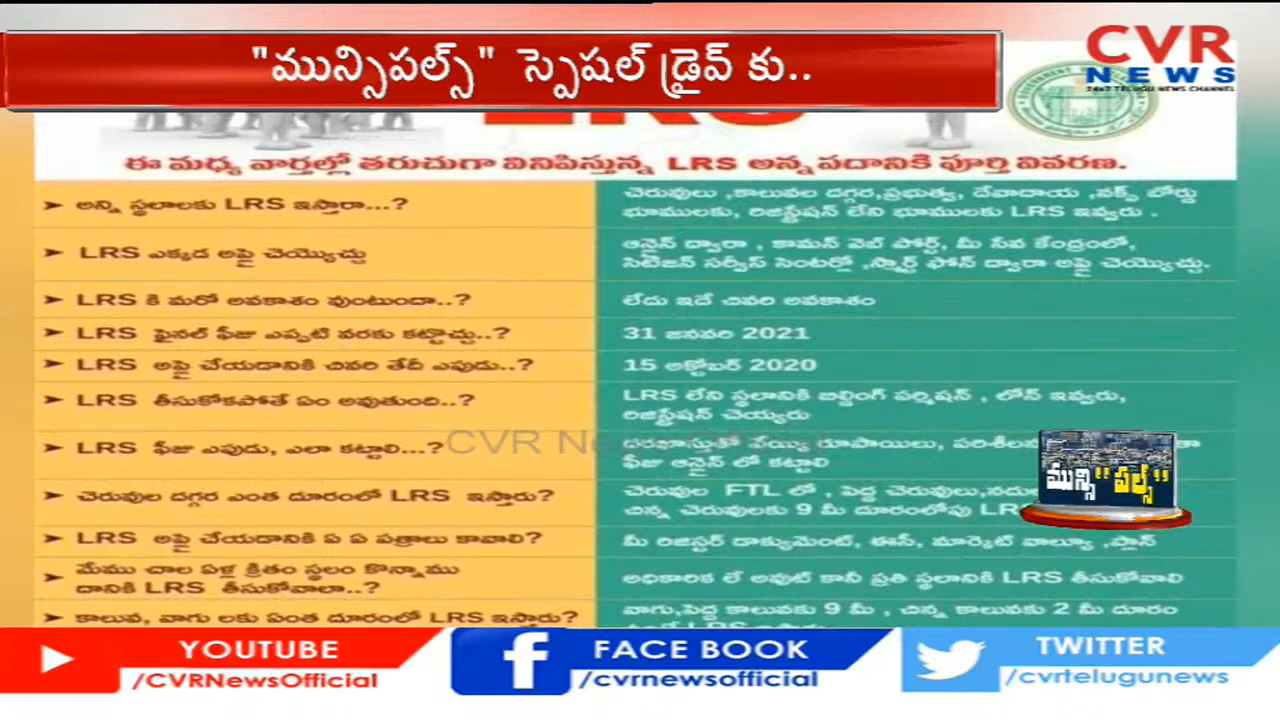 "మున్సిపల్స్" స్పెషల్ డ్రైవ్ కు..
CVR
NEWS
24x7 TELUGU NEWS CHANNEL
ఈ మధ్య వార్తల్లో తరుచుగా వినిపిస్తున్న LRS అన్న పదానికి పూర్తి వివరణ.
➤ అన్ని స్థలాలకు LRS ఇస్తారా...?
చెరువులు ,కాలువల దగ్గర,ప్రభుత్వ, దేవాదాయ ,వక్ఫ్ బోర్డు
భూములకు, రిజిస్ట్రేషన్ లేని భూములకు LRS ఇవ్వరు .
➤ LRS ఎక్కడ అప్లై చెయ్యొచ్చు
ఆన్లైన్ ద్వారా , కామన్ వెబ్ పోర్ట్, మీ సేవ కేంద్రంలో,
సిటిజన్ సర్వీస్ సెంటర్లో ,స్మార్ట్ ఫోన్ ద్వారా అప్లై చెయ్యొచ్చు.
➤ LRS కి మరో అవకాశం వుంటుందా..?
లేదు ఇదే చివరి అవకాశం
➤ LRS ఫైనల్ ఫీజు ఎప్పటి వరకు కట్టొచ్చు..?
31 జనవరి 2021
➤ LRS అప్లై చేయడానికి చివరి తేదీ ఎపుడు..?
15 అక్టోబర్ 2020
➤ LRS తీసుకోకపోతే ఏం అవుతుంది..?
LRS లేని స్థలానికి బిల్డింగ్ పర్మిషన్ , లోన్ ఇవ్వరు,
రిజిస్ట్రేషన్ చెయ్యరు
➤ LRS ఫీజు ఎపుడు, ఎలా కట్టాలి...?
దరఖాస్తుతో వెయ్యి రూపాయిలు,
ఫీజు ఆన్లైన్ లో కట్టాలి
CVR News
➤ చెరువుల దగ్గర ఎంత దూరంలో LRS ఇస్తారు?
చెరువుల FTL లో , పెద్ద చెరువులు,
చిన్న చెరువులకు 9 మీ దూరంలోపు
➤ LRS అప్లై చేయడానికి ఏ ఏ పత్రాలు కావాలి?
మీ రిజిస్టర్ డాక్యుమెంట్, ఈసీ, మార్కెట్ వాల్యూ ,ప్లాన్
➤ మేము చాల ఏళ్ల క్రితం స్థలం కొన్నాము
దానికి LRS తీసుకోవాలా..?
అధికారిక లే అవుట్ కానీ ప్రతి స్థలానికి LRS తీసుకోవాలి
➤ కాలువ, వాగు లకు ఏంత దూరంలో LRS ఇస్తారు?
వాగు,పెద్ద కాలువకు 9 మీ , చిన్న కాలువకు 2 మీ దూరం
మున్సి"పల్స్"
YOUTUBE
/CVRNewsOfficial
FACE BOOK
/cvrnewsofficial
TWITTER
/cvrtelugunews